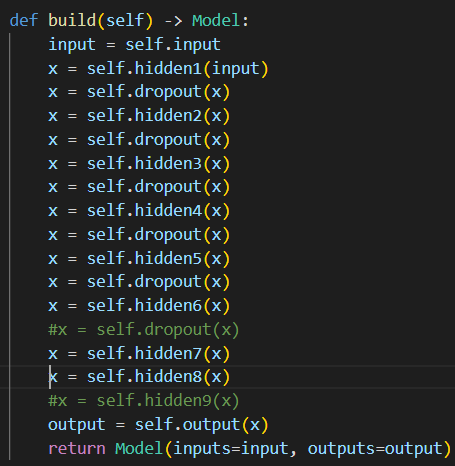 def build(self) -> Model:
    input = self.input
    x = self.hidden1(input)
    x = self.dropout(x)
    x = self.hidden2(x)
    x = self.dropout(x)
    x = self.hidden3(x)
    x = self.dropout(x)
    x = self.hidden4(x)
    x = self.dropout(x)
    x = self.hidden5(x)
    x = self.dropout(x)
    x = self.hidden6(x)
    #x = self.dropout(x)
    x = self.hidden7(x)
    x = self.hidden8(x)
    #x = self.hidden9(x)
    output = self.output(x)
    return Model(inputs=input, outputs=output)